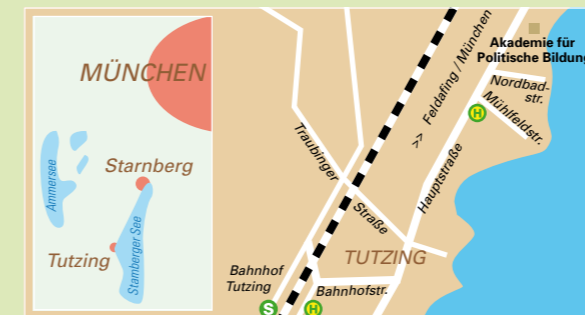 MÜNCHEN
Starnberg
Ammersee
Starnberger See
Tutzing
Akademie für
Politische Bildung
Nordbad-
str.
Mühlfeldstr.
H
>> Feldafing / München
Hauptstraße
Traubinger
Straße
TUTZING
Bahnhof
Tutzing
Bahnhofstr.
S
H